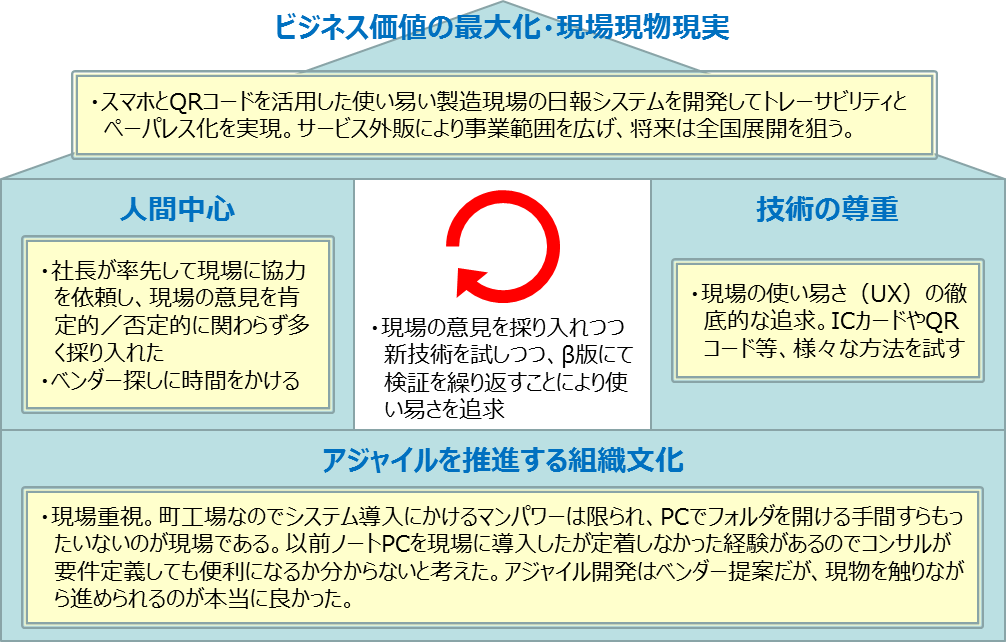 ビジネス価値の最大化・現場現物現実
・スマホとQRコードを活用した使い易い製造現場の日報システムを開発してトレーサビリティと
ペーパレス化を実現。サービス外販により事業範囲を広げ、将来は全国展開を狙う。
人間中心
・社長が率先して現場に協力
を依頼し、現場の意見を肯
定的／否定的に関わらず多
く採り入れた
・ベンダー探しに時間をかける
・現場の意見を採り入れつつ
新技術を試しつつ、β版にて
検証を繰り返すことにより使
い易さを追求
技術の尊重
・現場の使い易さ（UX）の徹
底的な追求。ICカードやQR
コード等、様々な方法を試す
アジャイルを推進する組織文化
・現場重視。町工場なのでシステム導入にかけるマンパワーは限られ、PCでフォルダを開ける手間すらもっ
たいないのが現場である。以前ノートPCを現場に導入したが定着しなかった経験があるのでコンサルが
要件定義しても便利になるか分からないと考えた。アジャイル開発はベンダー提案だが、現物を触りなが
ら進められるのが本当に良かった。